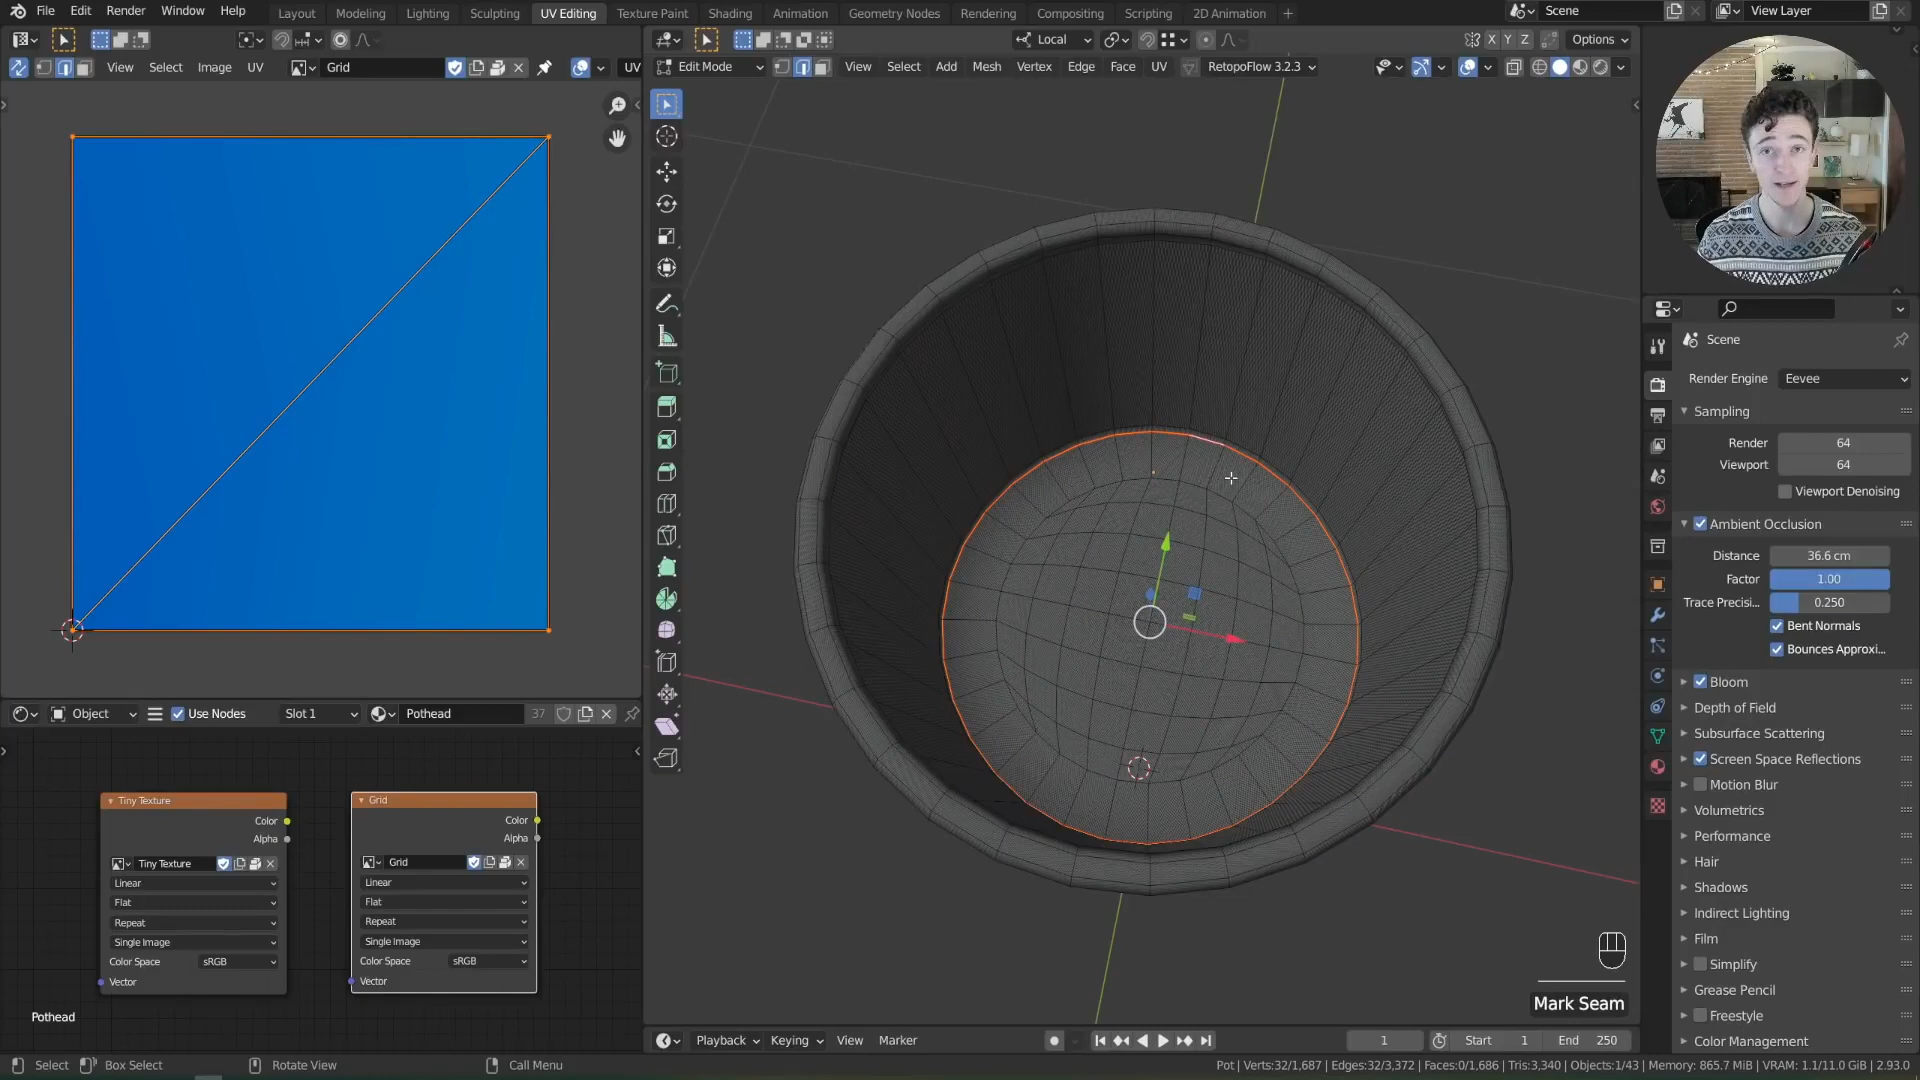 File Edit Render Window Help Layout Modeling Lighting Sculpting UV Editing Texture Paint Shading Animation Geometry Nodes Rendering Compositing Scripting 2D Animation + Scene View Layer
Local X Y Z Options
View Select Image UV Grid UV Edit Mode View Select Add Mesh Vertex Edge Face UV RetopoFlow 3.2.3
Scene
Render Engine Eevee
Sampling
Render 64
Viewport 64
Viewport Denoising
Ambient Occlusion
Distance 36.6 cm
Factor 1.00
Trace Precisi... 0.250
Bent Normals
Bounces Approxi...
Bloom
Depth of Field
Subsurface Scattering
Screen Space Reflections
Motion Blur
Volumetrics
Performance
Hair
Shadows
Indirect Lighting
Film
Simplify
Grease Pencil
Freestyle
Color Management
Object Use Nodes Slot 1 Pothead 37
Tiny Texture
Color
Alpha
Tiny Texture
Linear
Flat
Repeat
Single Image
Color Space sRGB
Vector
Grid
Color
Alpha
Grid
Linear
Flat
Repeat
Single Image
Color Space sRGB
Vector
Pothead
Mark Seam
Playback Keying View Marker 1 Start 1 End 250
Select Box Select Rotate View Call Menu Pot | Verts:32/1,687 | Edges:32/3,372 | Faces:0/1,686 | Tris:3,340 | Objects:1/43 | Memory: 865.7 MiB | VRAM: 1.1/11.0 GiB | 2.93.0